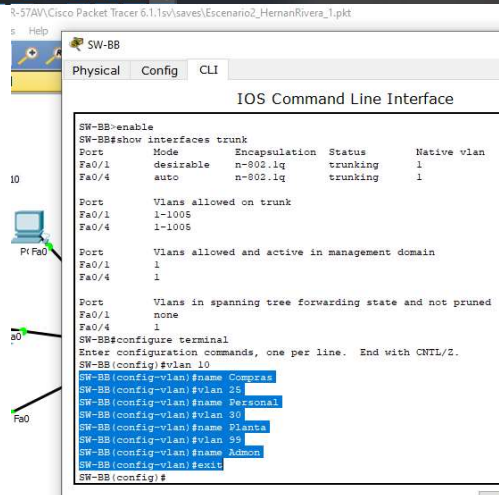 R-57AV\Cisco Packet Tracer 6.1.1sv\saves\Escenario2_HernanRivera_1.pkt
s Help
SW-BB
Physical Config CLI
IOS Command Line Interface
SW-BB>enable
SW-BB#show interfaces trunk
Port Mode Encapsulation Status Native vlan
Fa0/1 desirable n-802.1q trunking 1
Fa0/4 auto n-802.1q trunking 1
Port Vlans allowed on trunk
Fa0/1 1-1005
Fa0/4 1-1005
Port Vlans allowed and active in management domain
Fa0/1 1
Fa0/4 1
Port Vlans in spanning tree forwarding state and not pruned
Fa0/1 none
Fa0/4 1
SW-BB#configure terminal
Enter configuration commands, one per line. End with CNTL/Z.
SW-BB(config)#vlan 10
SW-BB(config-vlan)#name Compras
SW-BB(config-vlan)#vlan 25
SW-BB(config-vlan)#name Personal
SW-BB(config-vlan)#vlan 30
SW-BB(config-vlan)#name Planta
SW-BB(config-vlan)#vlan 99
SW-BB(config-vlan)#name Admon
SW-BB(config-vlan)#exit
SW-BB(config)#
10
P( Fa0
a0
Fa0